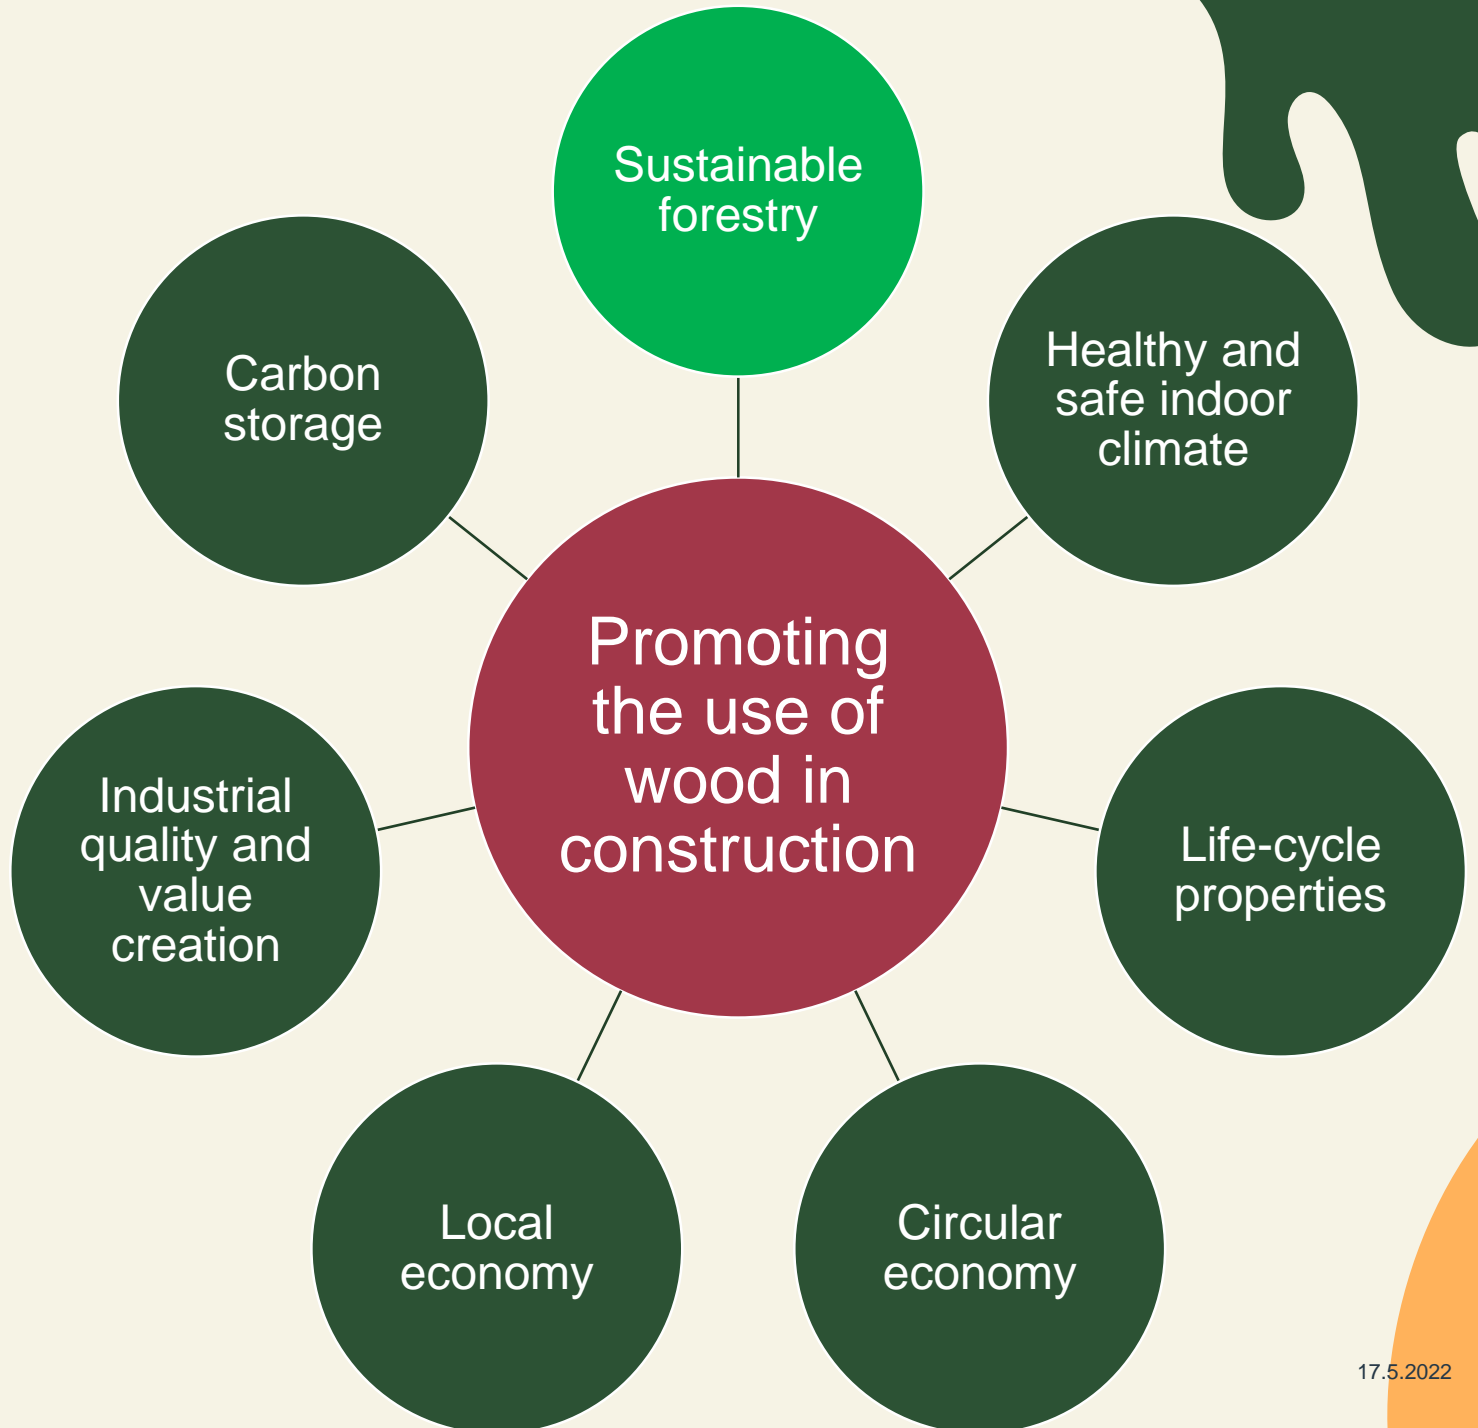 Sustainable
forestry
Healthy and
safe indoor
climate
Carbon
storage
Promoting
the use of
wood in
construction
Industrial
quality and
value
creation
Life-cycle
properties
Local
economy
Circular
economy
17.5.2022